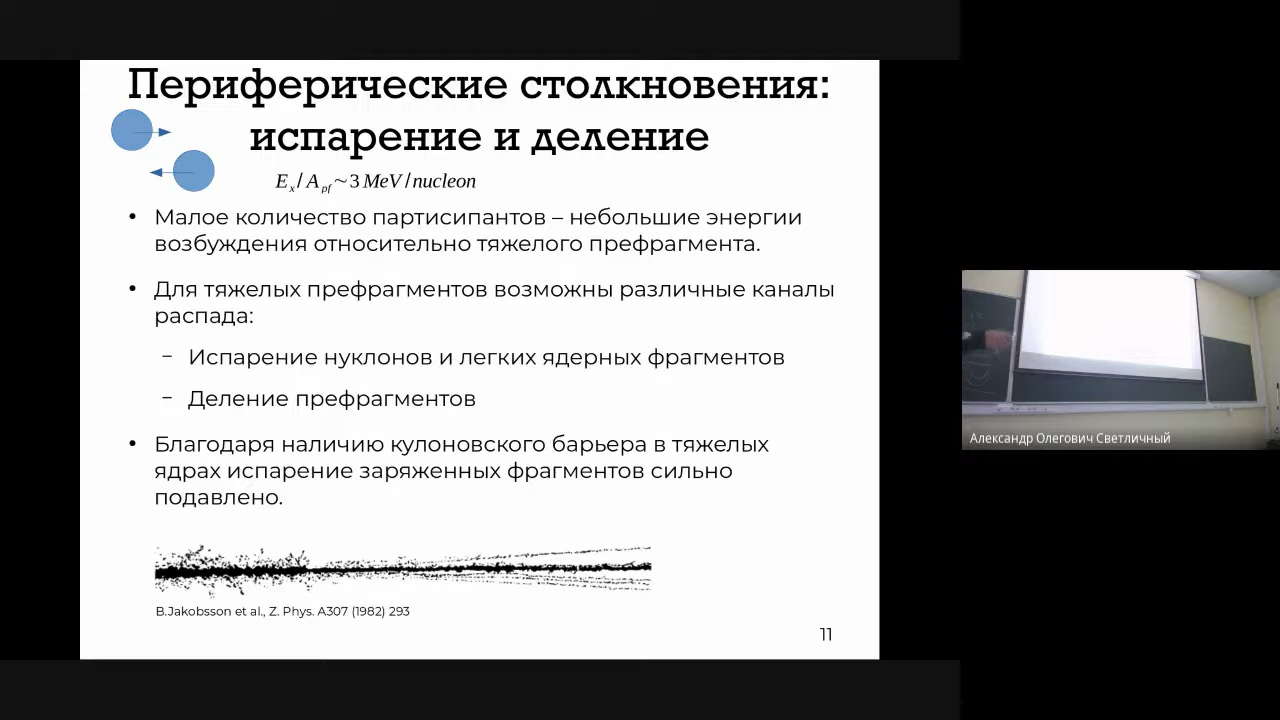 Периферические столкновения:
испарение и деление
Eₓ/A_pf ~ 3 MeV/nucleon
• Малое количество партисипантов – небольшие энергии
возбуждения относительно тяжелого префрагмента.
• Для тяжелых префрагментов возможны различные каналы
распада:
− Испарение нуклонов и легких ядерных фрагментов
− Деление префрагментов
• Благодаря наличию кулоновского барьера в тяжелых
ядрах испарение заряженных фрагментов сильно
подавлено.
B.Jakobsson et al., Z. Phys. A307 (1982) 293
11
Александр Олегович Светличный